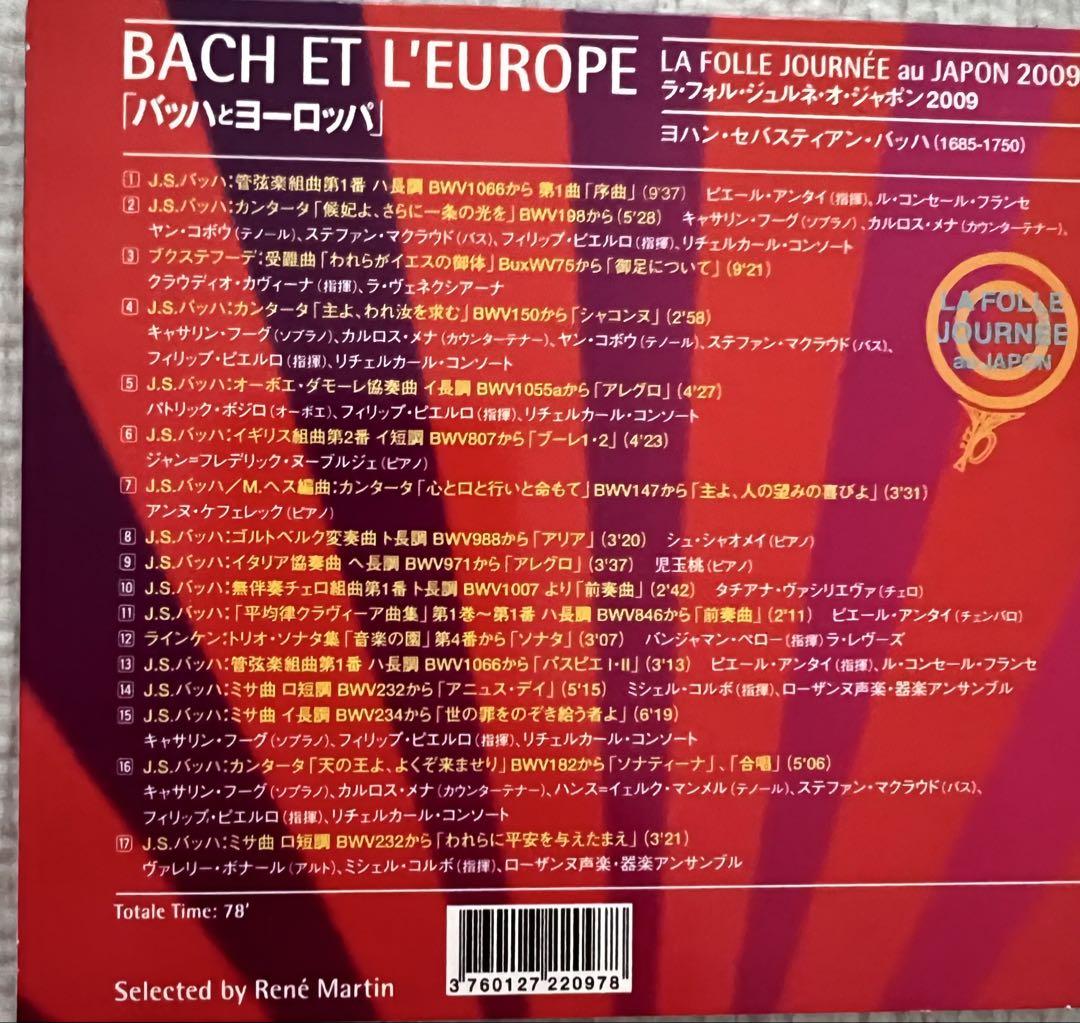 BACH ET L'EUROPE
「バッハとヨーロッパ」
LA FOLLE JOURNÉE au JAPON 2009
ラ・フォル・ジュルネ・オ・ジャポン2009
ヨハン・セバスティアン・バッハ(1685-1750)
1 J.S.バッハ:管弦楽組曲第1番 ハ長調 BWV1066から 第1曲「序曲」(9'37) ピエール・アンタイ(指揮)、ル・コンセール・フランセ
2 J.S.バッハ:カンタータ「候妃よ、さらに一条の光を」BWV198から(5'28) キャサリン・フーグ(ソプラノ)、カルロス・メナ(カウンターテナー)、
ヤン・コボウ(テノール)、ステファン・マクラウド(バス)、フィリップ・ピエルロ(指揮)、リチェルカール・コンソート
3 ブクステフーデ:受難曲「われらがイエスの御体」BuxWV75から「御足について」(9'21)
クラウディオ・カヴィーナ(指揮)、ラ・ヴェネクシアーナ
4 J.S.バッハ:カンタータ「主よ、われ汝を求む」BWV150から「シャコンヌ」(2'58)
キャサリン・フーグ(ソプラノ)、カルロス・メナ(カウンターテナー)、ヤン・コボウ(テノール)、ステファン・マクラウド(バス)、
フィリップ・ピエルロ(指揮)、リチェルカール・コンソート
5 J.S.バッハ:オーボエ・ダモーレ協奏曲 イ長調 BWV1055aから「アレグロ」(4'27)
パトリック・ボジロ(オーボエ)、フィリップ・ピエルロ(指揮)、リチェルカール・コンソート
6 J.S.バッハ:イギリス組曲第2番 イ短調 BWV807から「ブーレ1・2」(4'23)
ジャン=フレデリック・ヌーブルジェ(ピアノ)
7 J.S.バッハ/M.ヘス編曲:カンタータ「心と口と行いと命もて」BWV147から「主よ、人の望みの喜びよ」(3'31)
アンヌ・ケフェレック(ピアノ)
8 J.S.バッハ:ゴルトベルク変奏曲 ト長調 BWV988から「アリア」(3'20) シュ・シャオメイ(ピアノ)
9 J.S.バッハ:イタリア協奏曲 ヘ長調 BWV971から「アレグロ」(3'37) 児玉桃(ピアノ)
10 J.S.バッハ:無伴奏チェロ組曲第1番 ト長調 BWV1007 より「前奏曲」(2'42) タチアナ・ヴァシリエヴァ(チェロ)
11 J.S.バッハ:「平均律クラヴィーア曲集」第1巻〜第1番 ハ長調 BWV846から「前奏曲」(2'11) ピエール・アンタイ(チェンバロ)
12 ラインケン:トリオ・ソナタ集「音楽の園」第4番から「ソナタ」(3'07) バンジャマン・ペロー(指揮)ラ・レヴーズ
13 J.S.バッハ:管弦楽組曲第1番 ハ長調 BWV1066から「パスピエ I・II」(3'13) ピエール・アンタイ(指揮)、ル・コンセール・フランセ
14 J.S.バッハ:ミサ曲 ロ短調 BWV232から「アニュス・デイ」(5'15) ミシェル・コルボ(指揮)、ローザンヌ声楽・器楽アンサンブル
15 J.S.バッハ:ミサ曲 イ長調 BWV234から「世の罪をのぞき給う者よ」(6'19)
キャサリン・フーグ(ソプラノ)、フィリップ・ピエルロ(指揮)、リチェルカール・コンソート
16 J.S.バッハ:カンタータ「天の王よ、よくぞ来ませり」BWV182から「ソナティーナ」、「合唱」(5'06)
キャサリン・フーグ(ソプラノ)、カルロス・メナ(カウンターテナー)、ハンス=イェルク・マンメル(テノール)、ステファン・マクラウド(バス)、
フィリップ・ピエルロ(指揮)、リチェルカール・コンソート
17 J.S.バッハ:ミサ曲 ロ短調 BWV232から「われらに平安を与えたまえ」(3'21)
ヴァレリー・ボナール(アルト)、ミシェル・コルボ(指揮)、ローザンヌ声楽・器楽アンサンブル
LA FOLLE
JOURNÉE
au JAPON
Totale Time: 78'
Selected by René Martin
3 760127 220978